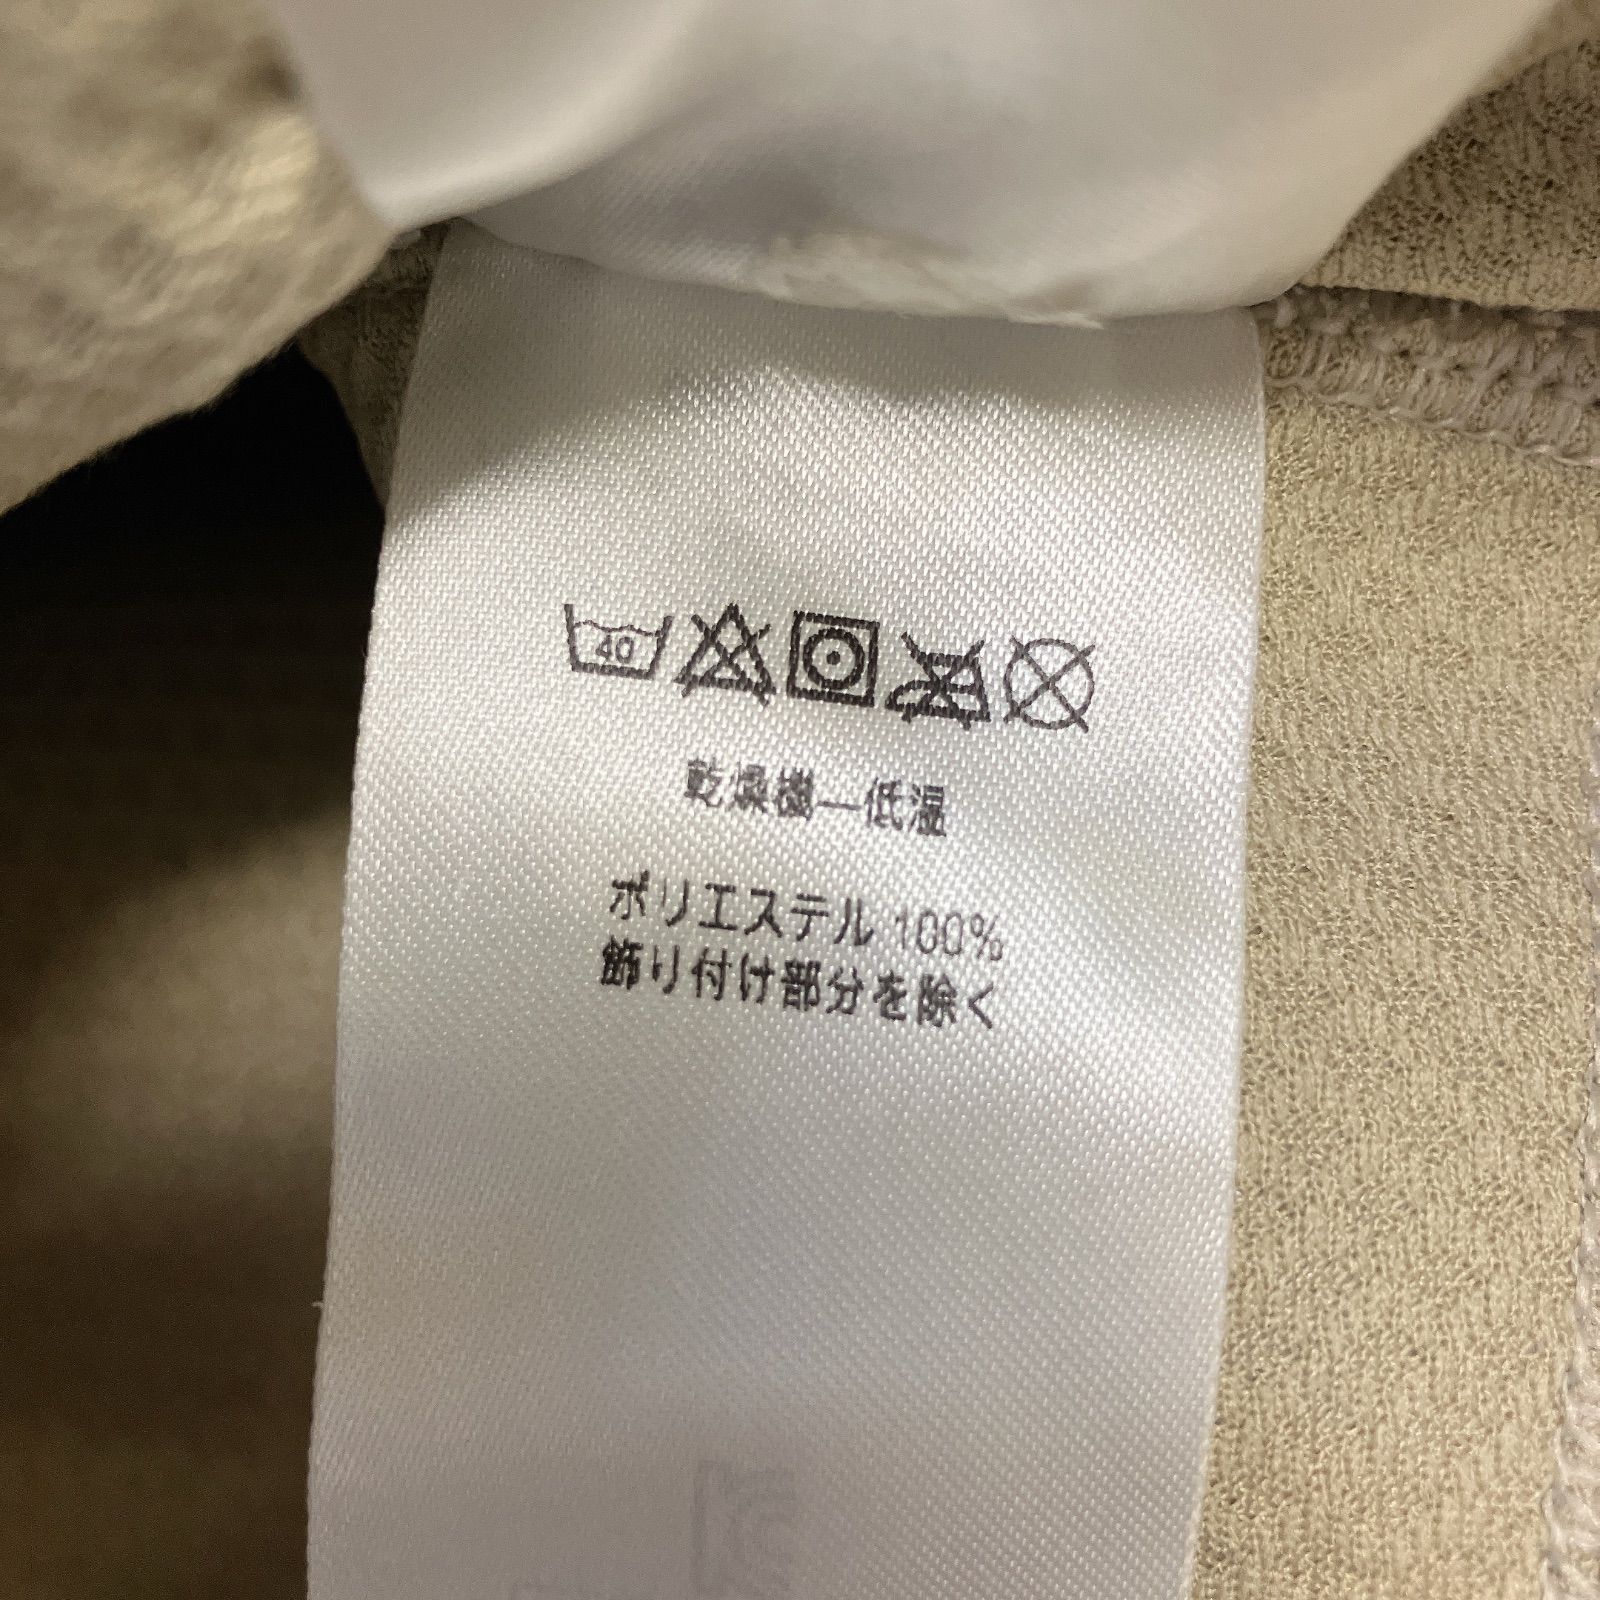 40
乾燥機—低温
ポリエステル 100%
飾り付け部分を除く